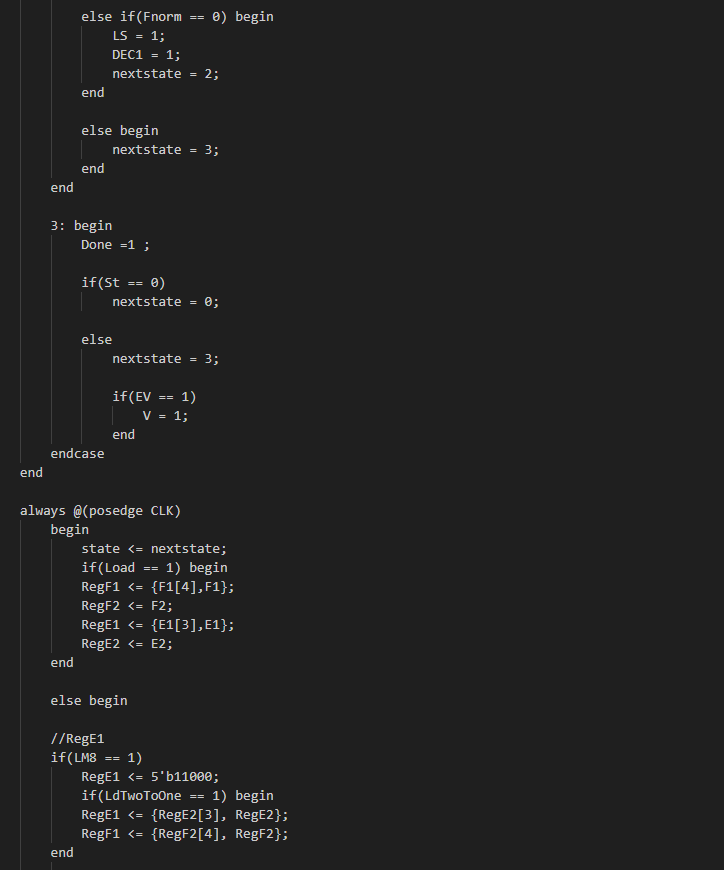 else if(Fnorm == 0) begin
LS = 1;
DEC1 = 1;
nextstate = 2;
end
else begin
nextstate = 3;
end
end
3: begin
Done =1 ;
if(St == 0)
nextstate = 0;
else
nextstate = 3;
if(EV == 1)
V = 1;
end
endcase
end
always @(posedge CLK)
begin
state <= nextstate;
if(Load == 1) begin
RegF1 <= {F1[4],F1};
RegF2 <= F2;
RegE1 <= {E1[3],E1};
RegE2 <= E2;
end
else begin
//RegE1
if(LM8 == 1)
RegE1 <= 5'b11000;
if(LdTwoToOne == 1) begin
RegE1 <= {RegE2[3], RegE2};
RegF1 <= {RegF2[4], RegF2};
end